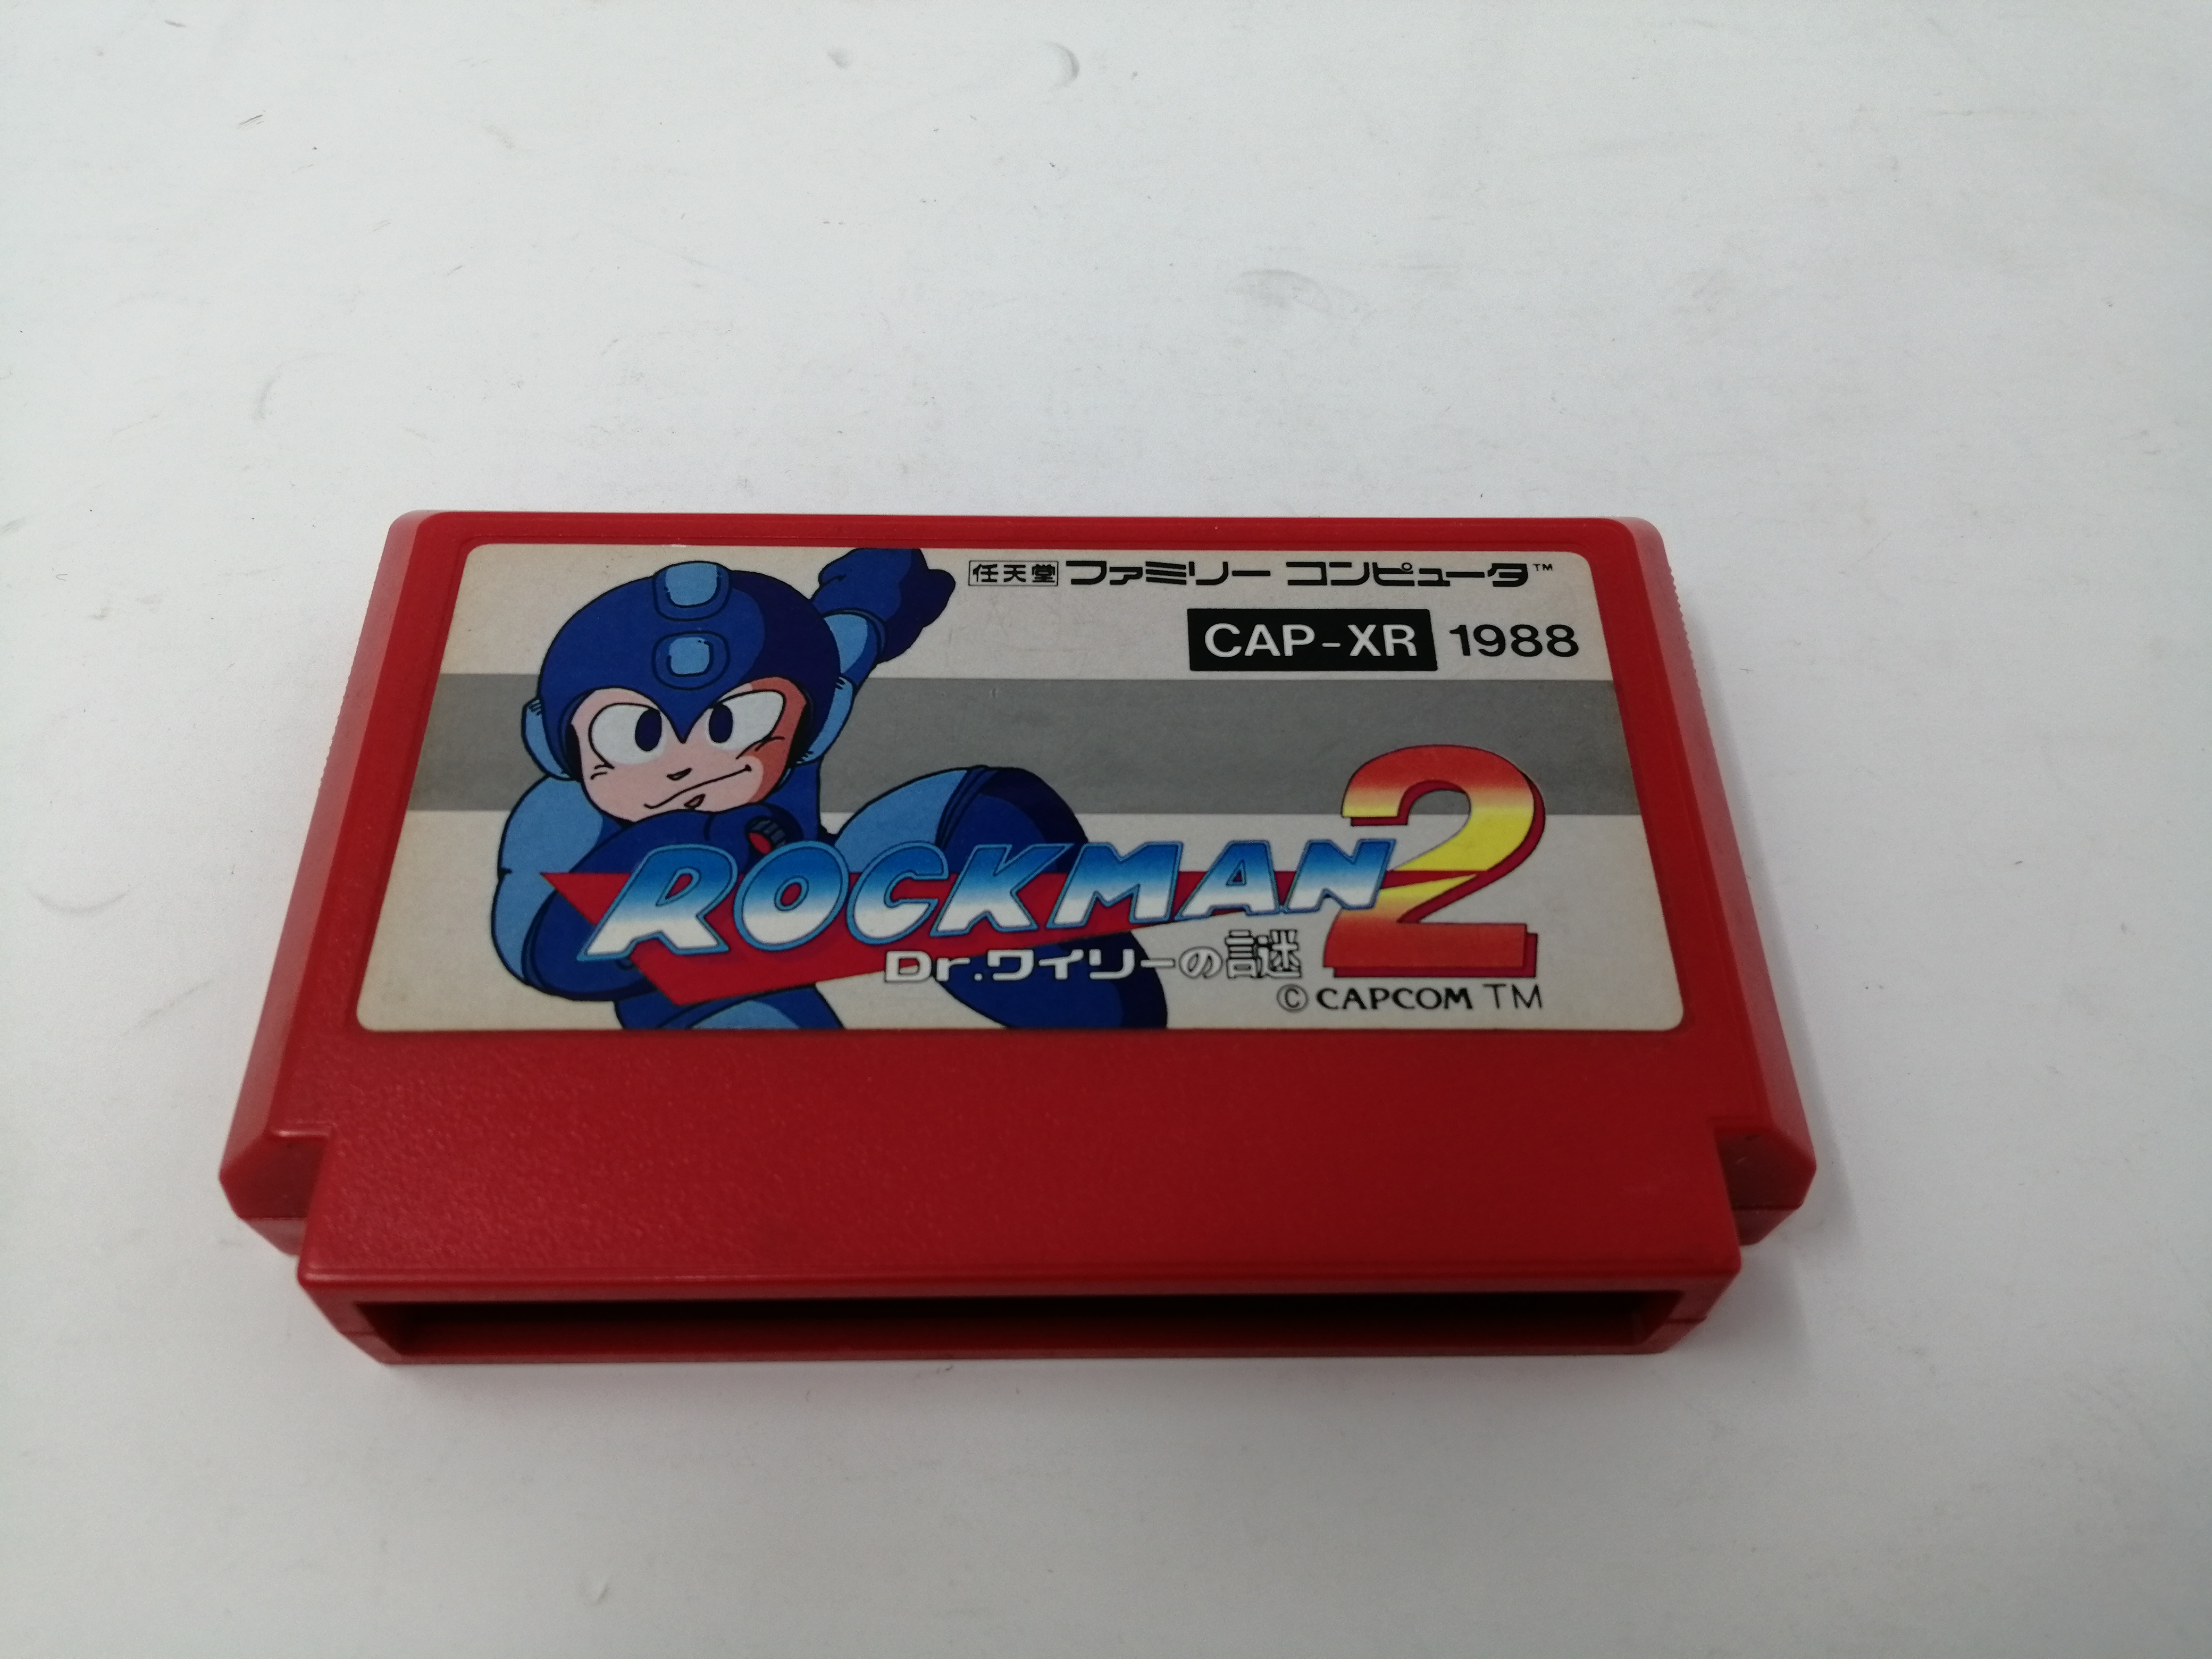 任天堂 ファミリー コンピュータ™
CAP-XR 1988
ROCKMAN 2
Dr.ワイリーの謎
©CAPCOM TM